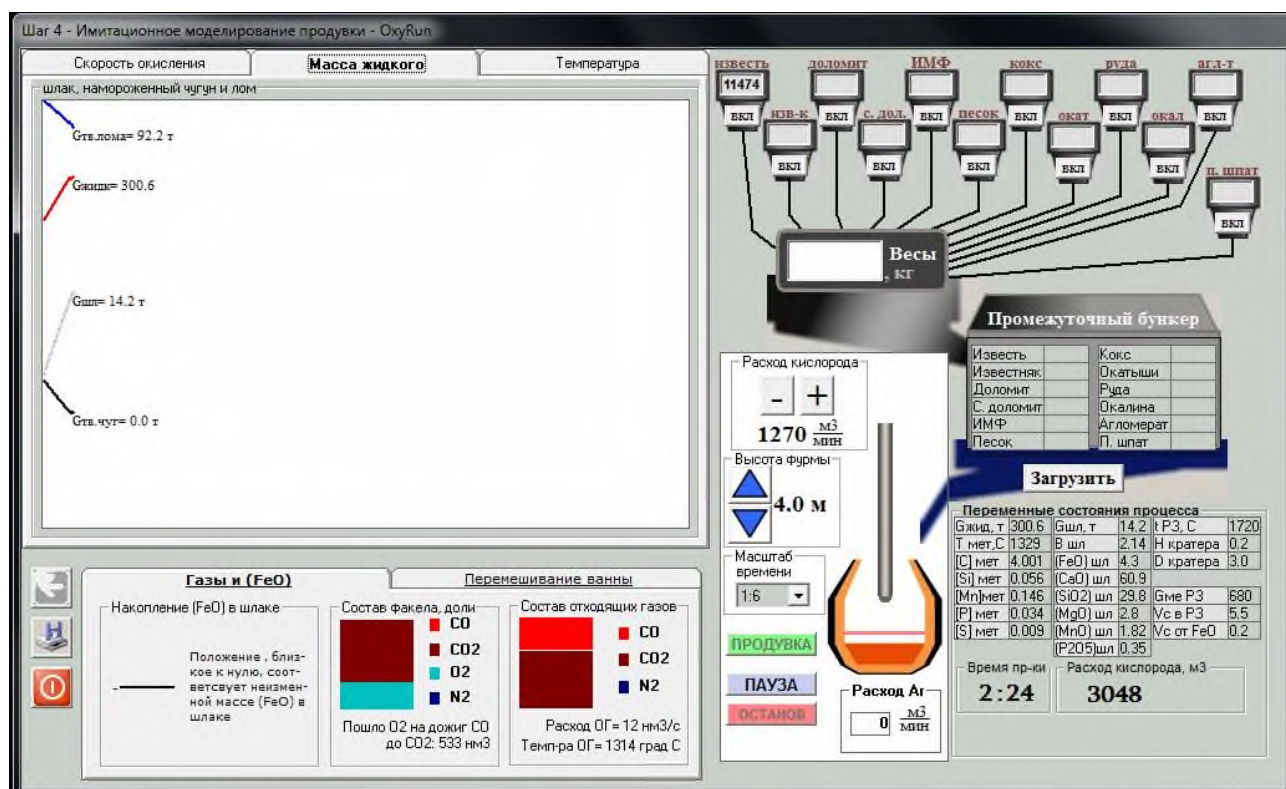 Шаг 4 - Имитационное моделирование продувки - OxyRun
Скорость окисления
Масса жидкого
Температура
шлак, намороженный чугун и лом
Gтв.лома= 92.2 т
Gжидк= 300.6
Gшл= 14.2 т
Gтв.чуг= 0.0 т
известь доломит ИМФ кокс руда агл-т
11474
вкл изв-к вкл с. дол. вкл песок вкл окат вкл окал вкл
вкл вкл вкл вкл вкл
п. шпат
вкл
Весы
, кг
Промежуточный бункер
Известь Кокс
Известняк Окатыши
Доломит Руда
С. доломит Окалина
ИМФ Агломерат
Песок П. шпат
Загрузить
Расход кислорода
- +
1270 м3
мин
Высота фурмы
4.0 м
Масштаб
времени
1:6
ПРОДУВКА
ПАУЗА
ОСТАНОВ
Расход Ar
0 м3
мин
Переменные состояния процесса
Gжид, т 300.6 Gшл, т 14.2 t РЗ, С 1720
Т мет,С 1329 В шл 2.14 Н кратера 0.2
[C] мет 4.001 (FeO) шл 4.3 D кратера 3.0
[Si] мет 0.056 (CaO) шл 60.9
[Mn]мет 0.146 (SiO2) шл 29.8 Gме РЗ 680
[P] мет 0.034 (MgO) шл 2.8 Vc в РЗ 5.5
[S] мет 0.009 (MnO) шл 1.82 Vc от FeO 0.2
(P2O5)шл 0,35
Время пр-ки
2:24
Расход кислорода, м3
3048
Газы и (FeO)
Перемешивание ванны
Накопление (FeO) в шлаке
Положение , близ-
кое к нулю, соот-
ветсвует неизмен-
ной массе (FeO) в
шлаке
Состав факела, доли
CO
CO2
O2
N2
Пошло О2 на дожиг СО
до СО2: 533 нм3
Состав отходящих газов
CO
CO2
N2
Расход ОГ= 12 нм3/с
Темп-ра ОГ= 1314 град С